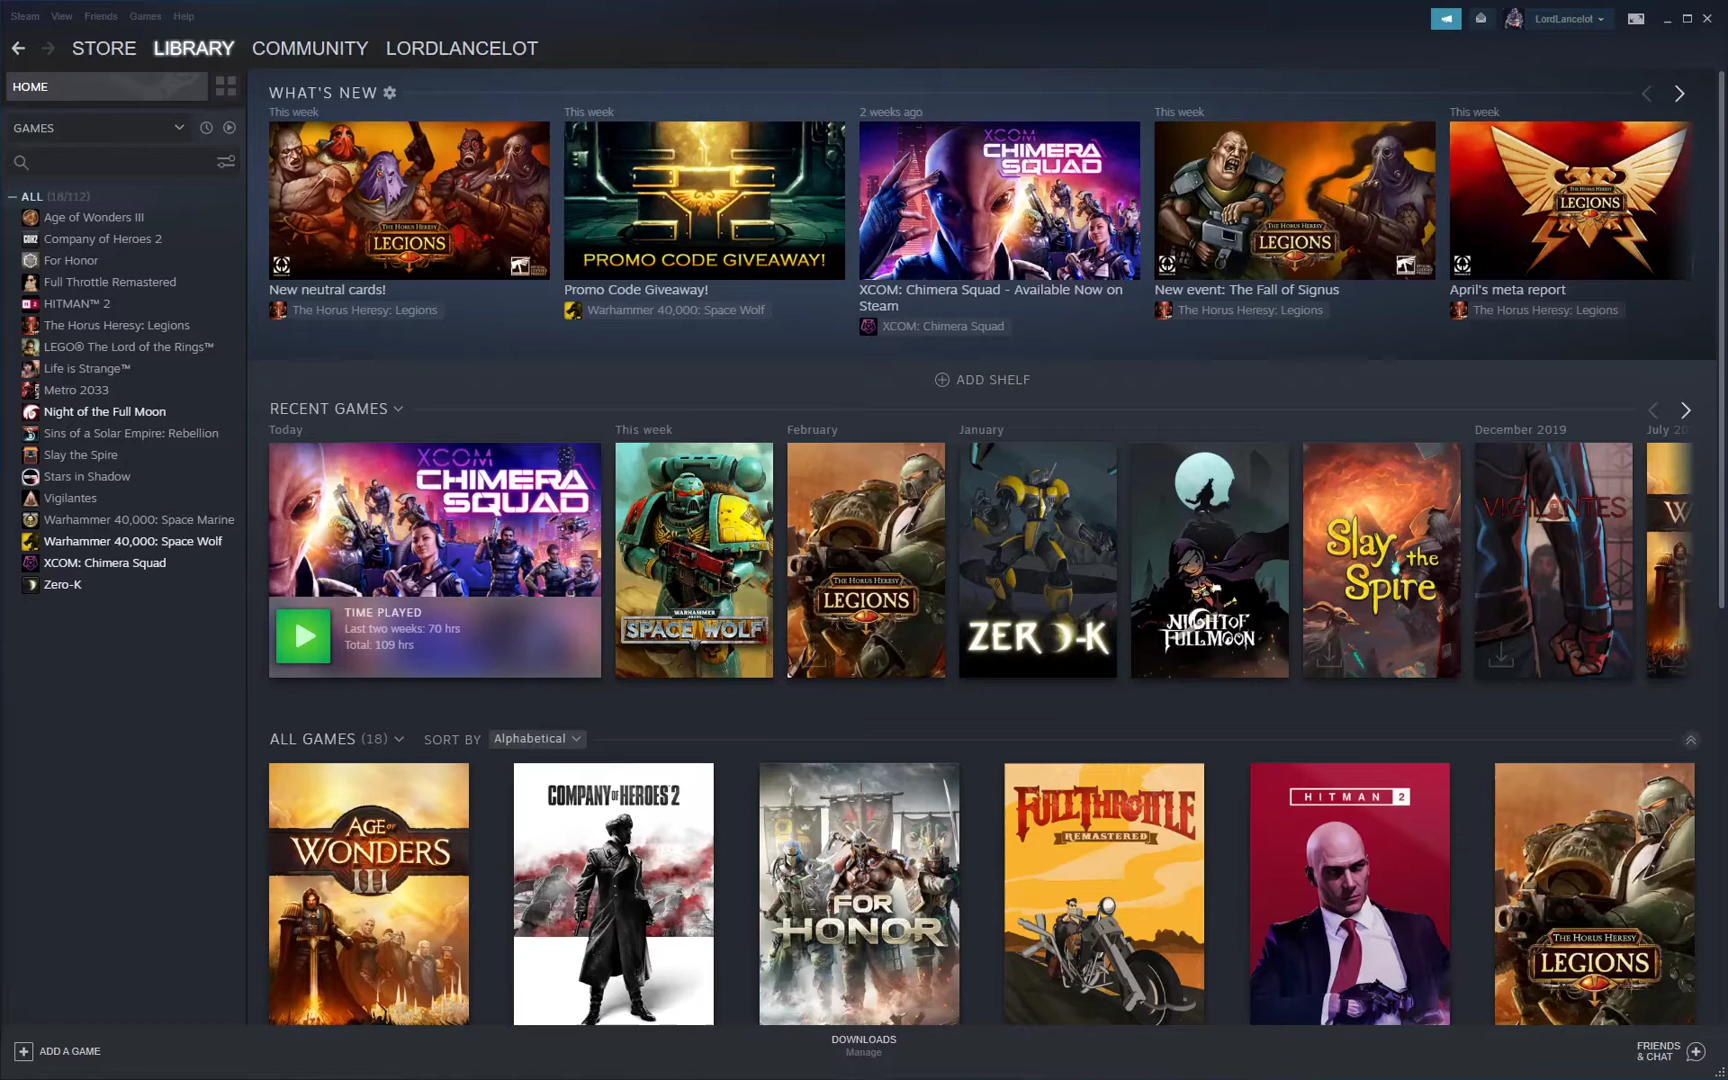 Steam View Friends Games Help
LordLancelot
STORE LIBRARY COMMUNITY LORDLANCELOT
HOME
GAMES
ALL (18/112)
Age of Wonders III
Company of Heroes 2
For Honor
Full Throttle Remastered
HITMAN™ 2
The Horus Heresy: Legions
LEGO® The Lord of the Rings™
Life is Strange™
Metro 2033
Night of the Full Moon
Sins of a Solar Empire: Rebellion
Slay the Spire
Stars in Shadow
Vigilantes
Warhammer 40,000: Space Marine
Warhammer 40,000: Space Wolf
XCOM: Chimera Squad
Zero-K
WHAT'S NEW
This week
THE HORUS HERESY
LEGIONS
New neutral cards!
The Horus Heresy: Legions
This week
PROMO CODE GIVEAWAY!
Promo Code Giveaway!
Warhammer 40,000: Space Wolf
2 weeks ago
XCOM
CHIMERA
SQUAD
XCOM: Chimera Squad - Available Now on
Steam
XCOM: Chimera Squad
This week
THE HORUS HERESY
LEGIONS
New event: The Fall of Signus
The Horus Heresy: Legions
This week
THE HORUS HERESY
LEGIONS
April's meta report
The Horus Heresy: Legions
ADD SHELF
RECENT GAMES
Today
XCOM
CHIMERA
SQUAD
TIME PLAYED
Last two weeks: 70 hrs
Total: 109 hrs
This week
WARHAMMER
SPACE WOLF
February
THE HORUS HERESY
LEGIONS
January
ZERO-K
NIGHT OF
FULL MOON
Slay
the
Spire
December 2019
VIGILANTES
July 20
W
ALL GAMES (18)
SORT BY Alphabetical
AGE OF
WONDERS
III
COMPANY OF HEROES 2
FOR
HONOR
FULL THROTTLE
REMASTERED
HITMAN 2
THE HORUS HERESY
LEGIONS
ADD A GAME
DOWNLOADS
Manage
FRIENDS
& CHAT